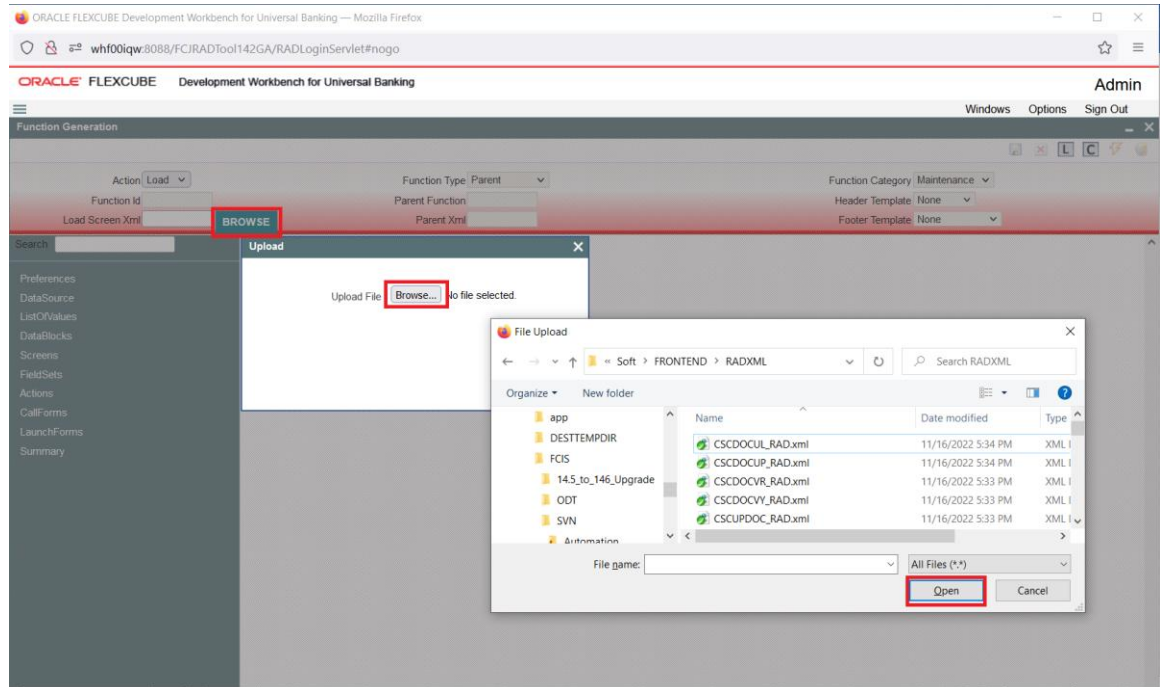 ORACLE FLEXCUBE Development Workbench for Universal Banking — Mozilla Firefox
whf00iqw:8088/FCJRADTool142GA/RADLoginServlet#nogo
ORACLE FLEXCUBE Development Workbench for Universal Banking Admin
Windows Options Sign Out
Function Generation
L C
Action Load Function Type Parent Function Category Maintenance
Function Id Parent Function Header Template None
Load Screen Xml BROWSE Parent Xml Footer Template None
Search
Upload
Preferences
DataSource
ListOfValues
DataBlocks
Screens
FieldSets
Actions
CallForms
LaunchForms
Summary
Upload File Browse... No file selected.
File Upload
« Soft > FRONTEND > RADXML Search RADXML
Organize New folder
app
DESTTEMPDIR
FCIS
14.5_to_146_Upgrade
ODT
SVN
Automation
Name Date modified Type
CSCDOCUL_RAD.xml 11/16/2022 5:34 PM XML
CSCDOCUP_RAD.xml 11/16/2022 5:34 PM XML
CSCDOCVR_RAD.xml 11/16/2022 5:33 PM XML
CSCDOCVY_RAD.xml 11/16/2022 5:33 PM XML
CSCUPDOC_RAD.xml 11/16/2022 5:33 PM XML
File name: All Files (*.*)
Open Cancel